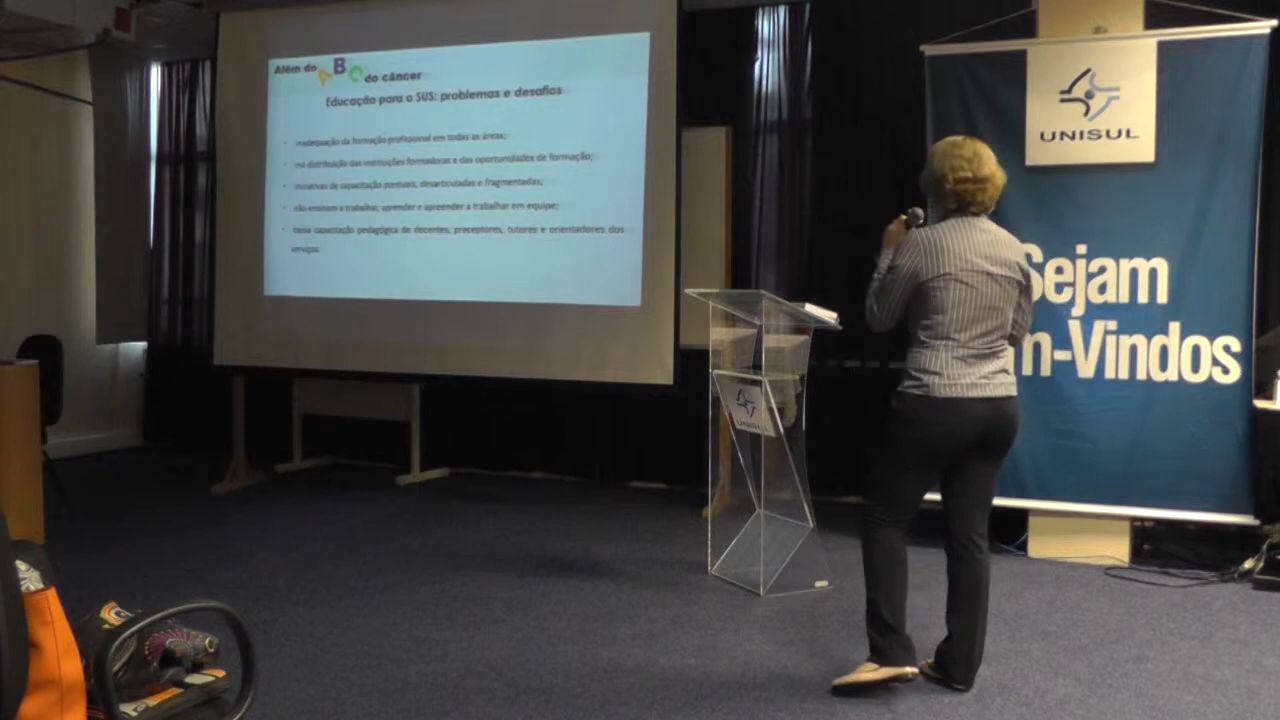 Além do ABC do câncer
Educação para o SUS: problemas e desafios
• inadequação da formação profissional em todas as áreas;
• má distribuição das instituições formadoras e das oportunidades de formação;
• iniciativas de capacitação pontuais, desarticuladas e fragmentadas;
• não ensinam a trabalhar, aprender e apreender a trabalhar em equipe;
• baixa capacitação pedagógica de docentes, preceptores, tutores e orientadores dos
serviços.
UNISUL
UNISUL
Sejam
m-Vindos